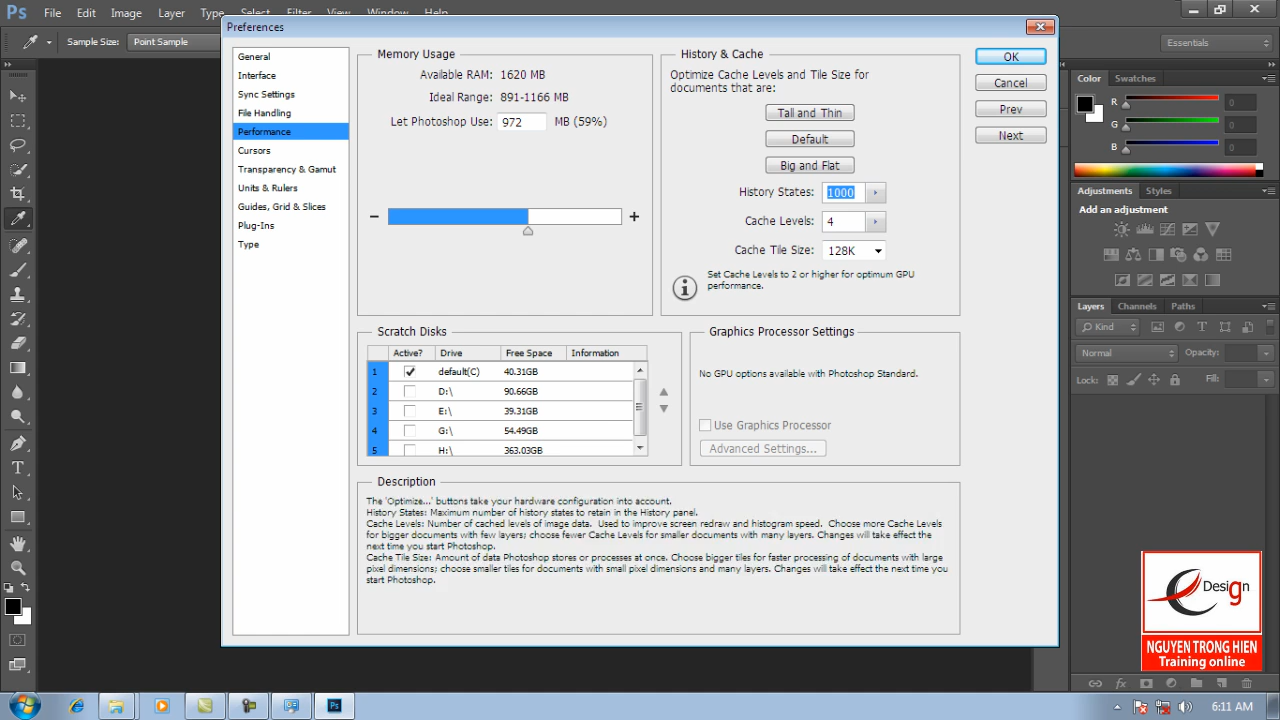 Ps File Edit Image Layer Type Select Filter View Window Help
Sample Size: Point Sample
Essentials
Preferences
General
Interface
Sync Settings
File Handling
Performance
Cursors
Transparency & Gamut
Units & Rulers
Guides, Grid & Slices
Plug-Ins
Type
Memory Usage
Available RAM: 1620 MB
Ideal Range: 891-1166 MB
Let Photoshop Use: 972 MB (59%)
History & Cache
Optimize Cache Levels and Tile Size for
documents that are:
Tall and Thin
Default
Big and Flat
History States: 1000
Cache Levels: 4
Cache Tile Size: 128K
Set Cache Levels to 2 or higher for optimum GPU
performance.
OK
Cancel
Prev
Next
Scratch Disks
Active? Drive Free Space Information
1 default(C) 40.31GB
2 D:\ 90.66GB
3 E:\ 39.31GB
4 G:\ 54.49GB
5 H:\ 363.03GB
Graphics Processor Settings
No GPU options available with Photoshop Standard.
Use Graphics Processor
Advanced Settings...
Description
The 'Optimize...' buttons take your hardware configuration into account.
History States: Maximum number of history states to retain in the History panel.
Cache Levels: Number of cached levels of image data. Used to improve screen redraw and histogram speed. Choose more Cache Levels
for bigger documents with few layers; choose fewer Cache Levels for smaller documents with many layers. Changes will take effect the
next time you start Photoshop.
Cache Tile Size: Amount of data Photoshop stores or processes at once. Choose bigger tiles for faster processing of documents with large
pixel dimensions; choose smaller tiles for documents with small pixel dimensions and many layers. Changes will take effect the next time you
start Photoshop.
Color Swatches
R 0
G 0
B 0
Adjustments Styles
Add an adjustment
Layers Channels Paths
Kind
Normal Opacity:
Lock: Fill:
Design
NGUYEN TRONG HIEN
Training online
Ps
6:11 AM